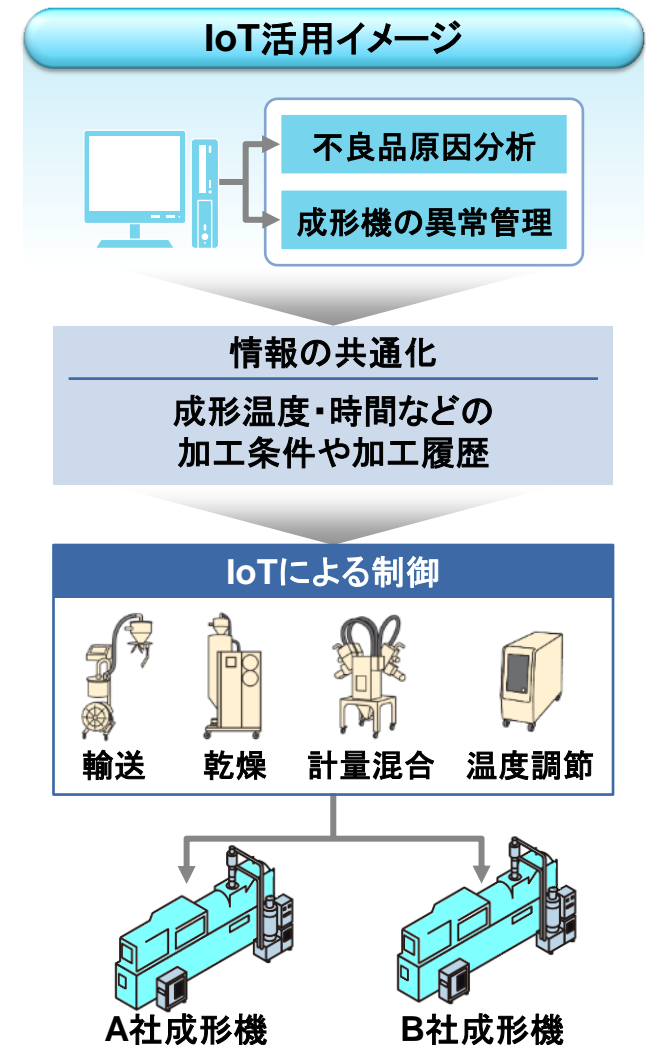 IoT活用イメージ
不良品原因分析
成形機の異常管理
情報の共通化
成形温度・時間などの
加工条件や加工履歴
IoTによる制御
輸送
乾燥
計量混合
温度調節
A社成形機
B社成形機